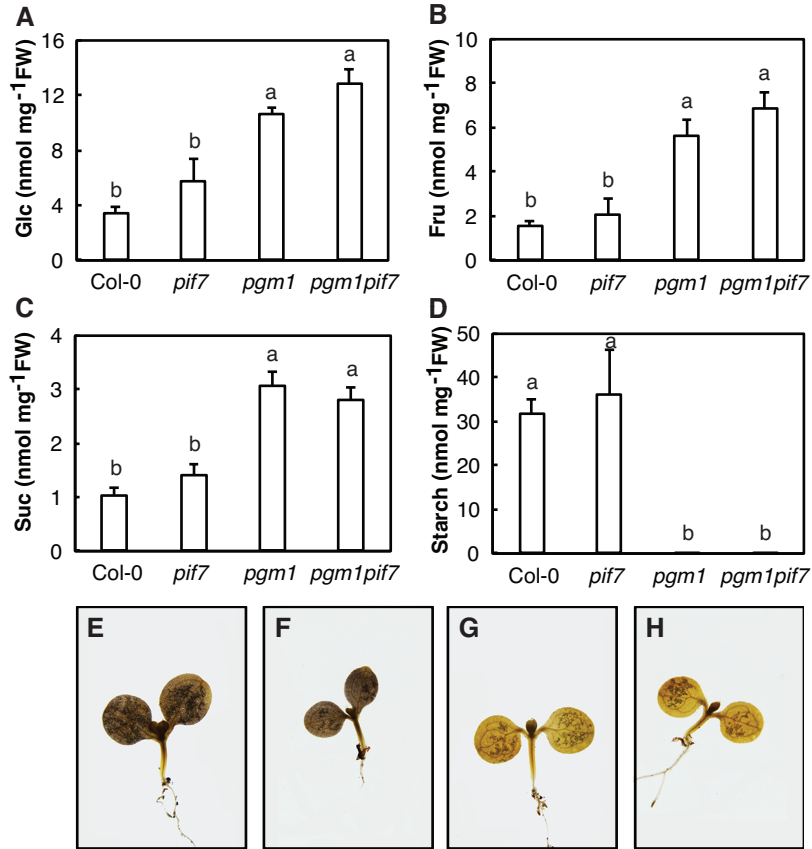 A
Glc (nmol mg⁻¹FW)
16
12
8
4
0
b
b
a
a
Col-0 pif7 pgm1 pgm1pif7
B
Fru (nmol mg⁻¹FW)
10
8
6
4
2
0
b
b
a
a
Col-0 pif7 pgm1 pgm1pif7
C
Suc (nmol mg⁻¹FW)
4
3
2
1
0
b
b
a
a
Col-0 pif7 pgm1 pgm1pif7
D
Starch (nmol mg⁻¹FW)
50
40
30
20
10
0
a
a
b
b
Col-0 pif7 pgm1 pgm1pif7
E
F
G
H